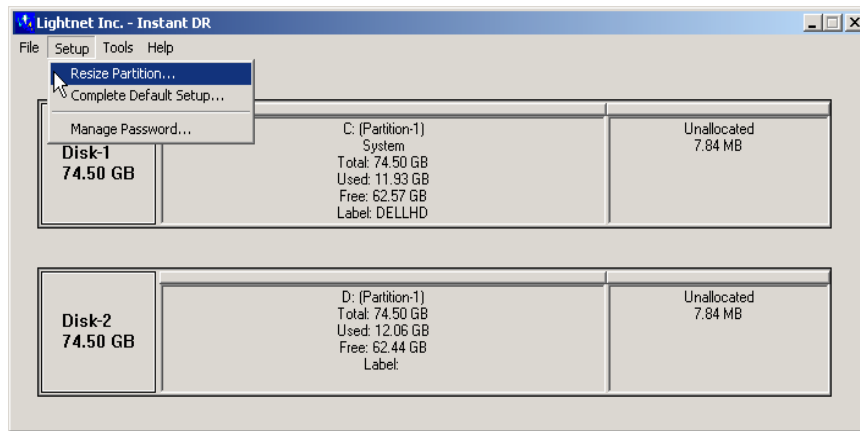 Lightnet Inc. - Instant DR
File Setup Tools Help
Resize Partition...
Complete Default Setup...
Manage Password...
Disk-1
74.50 GB
C: (Partition-1)
System
Total: 74.50 GB
Used: 11.93 GB
Free: 62.57 GB
Label: DELLHD
Unallocated
7.84 MB
Disk-2
74.50 GB
D: (Partition-1)
Total: 74.50 GB
Used: 12.06 GB
Free: 62.44 GB
Label:
Unallocated
7.84 MB